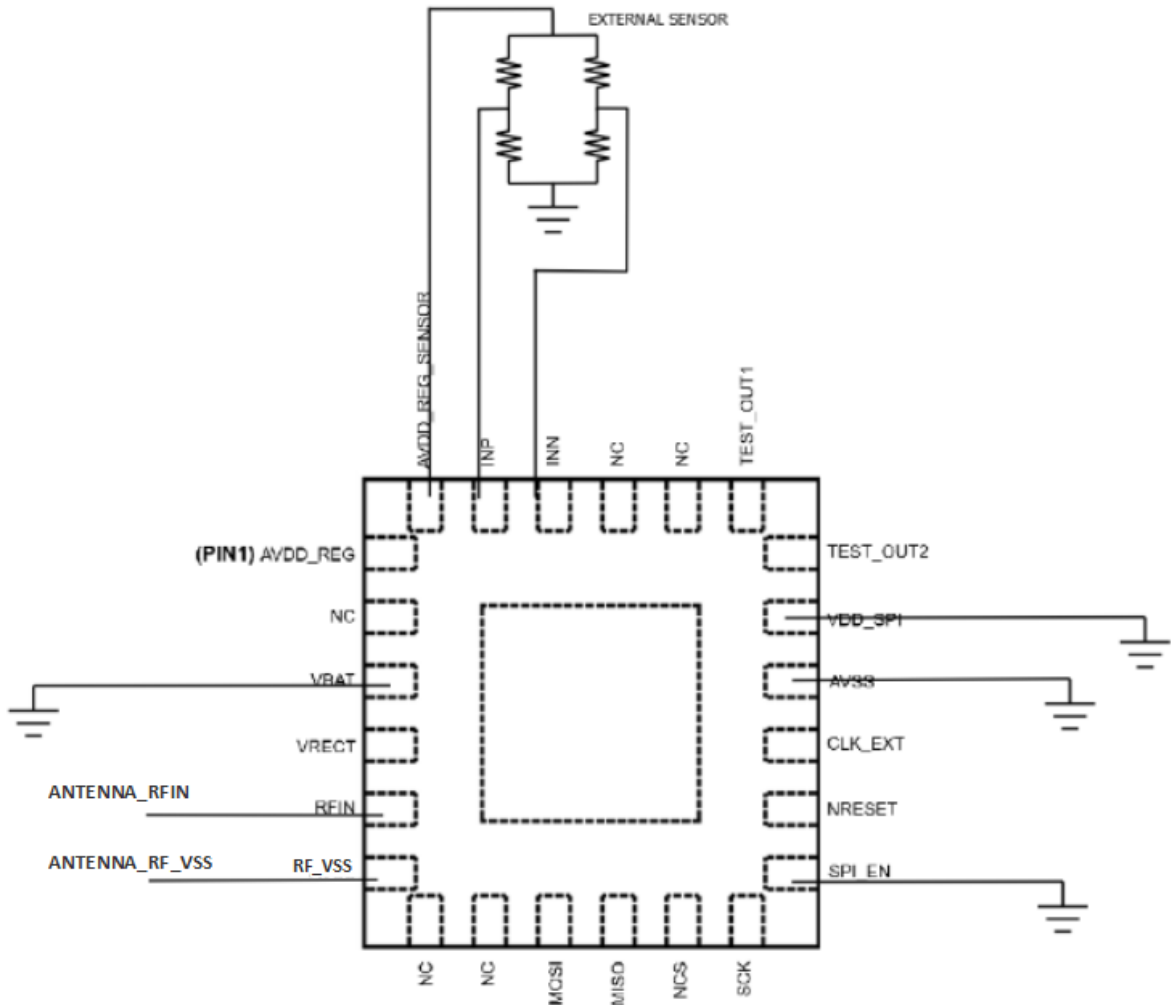 EXTERNAL SENSOR
AVDD_REG_SENSOR
INP
INN
NC
NC
TEST_OUT1
(PIN1) AVDD_REG
TEST_OUT2
NC
VDD_SPI
VBAT
AVSS
VRECT
CLK_EXT
ANTENNA_RFIN
RFIN
NRESET
ANTENNA_RF_VSS
RF_VSS
SPI_EN
NC
NC
MOSI
MISO
NCS
SCK